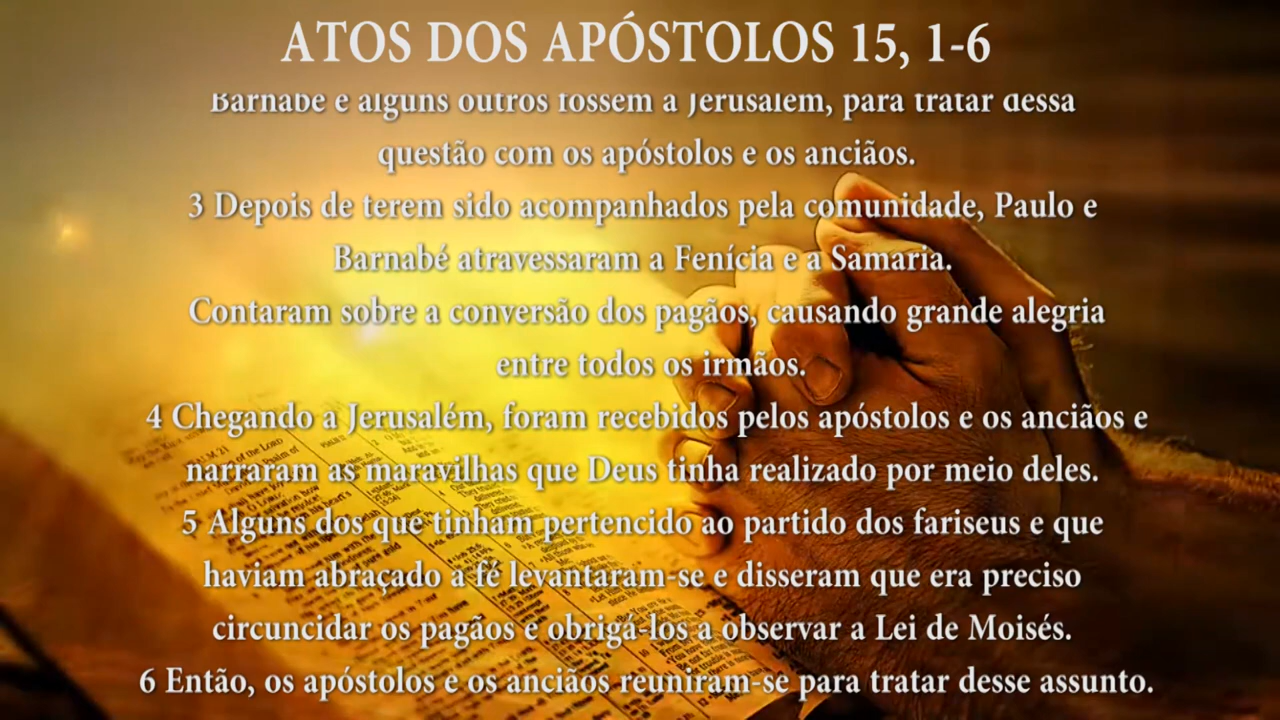 ATOS DOS APÓSTOLOS 15, 1-6
Barnabé e alguns outros fossem a Jerusalém, para tratar dessa
questão com os apóstolos e os anciãos.
3 Depois de terem sido acompanhados pela comunidade, Paulo e
Barnabé atravessaram a Fenícia e a Samaria.
Contaram sobre a conversão dos pagãos, causando grande alegria
entre todos os irmãos.
4 Chegando a Jerusalém, foram recebidos pelos apóstolos e os anciãos e
narraram as maravilhas que Deus tinha realizado por meio deles.
5 Alguns dos que tinham pertencido ao partido dos fariseus e que
haviam abraçado a fé levantaram-se e disseram que era preciso
circuncidar os pagãos e obrigá-los a observar a Lei de Moisés.
6 Então, os apóstolos e os anciãos reuniram-se para tratar desse assunto.